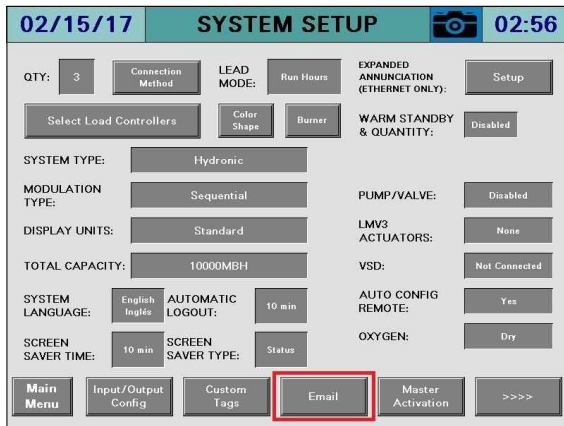 02/15/17 SYSTEM SETUP 02:56
QTY: 3 Connection Method LEAD MODE: Run Hours EXPANDED ANNUNCIATION (ETHERNET ONLY): Setup
Select Load Controllers Color Shape Burner WARM STANDBY & QUANTITY: Disabled
SYSTEM TYPE: Hydronic
MODULATION TYPE: Sequential PUMP/VALVE: Disabled
DISPLAY UNITS: Standard LMV3 ACTUATORS: None
TOTAL CAPACITY: 10000MBH VSD: Not Connected
SYSTEM LANGUAGE: English Inglés AUTOMATIC LOGOUT: 10 min AUTO CONFIG REMOTE: Yes
SCREEN SAVER TIME: 10 min SCREEN SAVER TYPE: Status OXYGEN: Dry
Main Menu Input/Output Config Custom Tags Email Master Activation >>>>